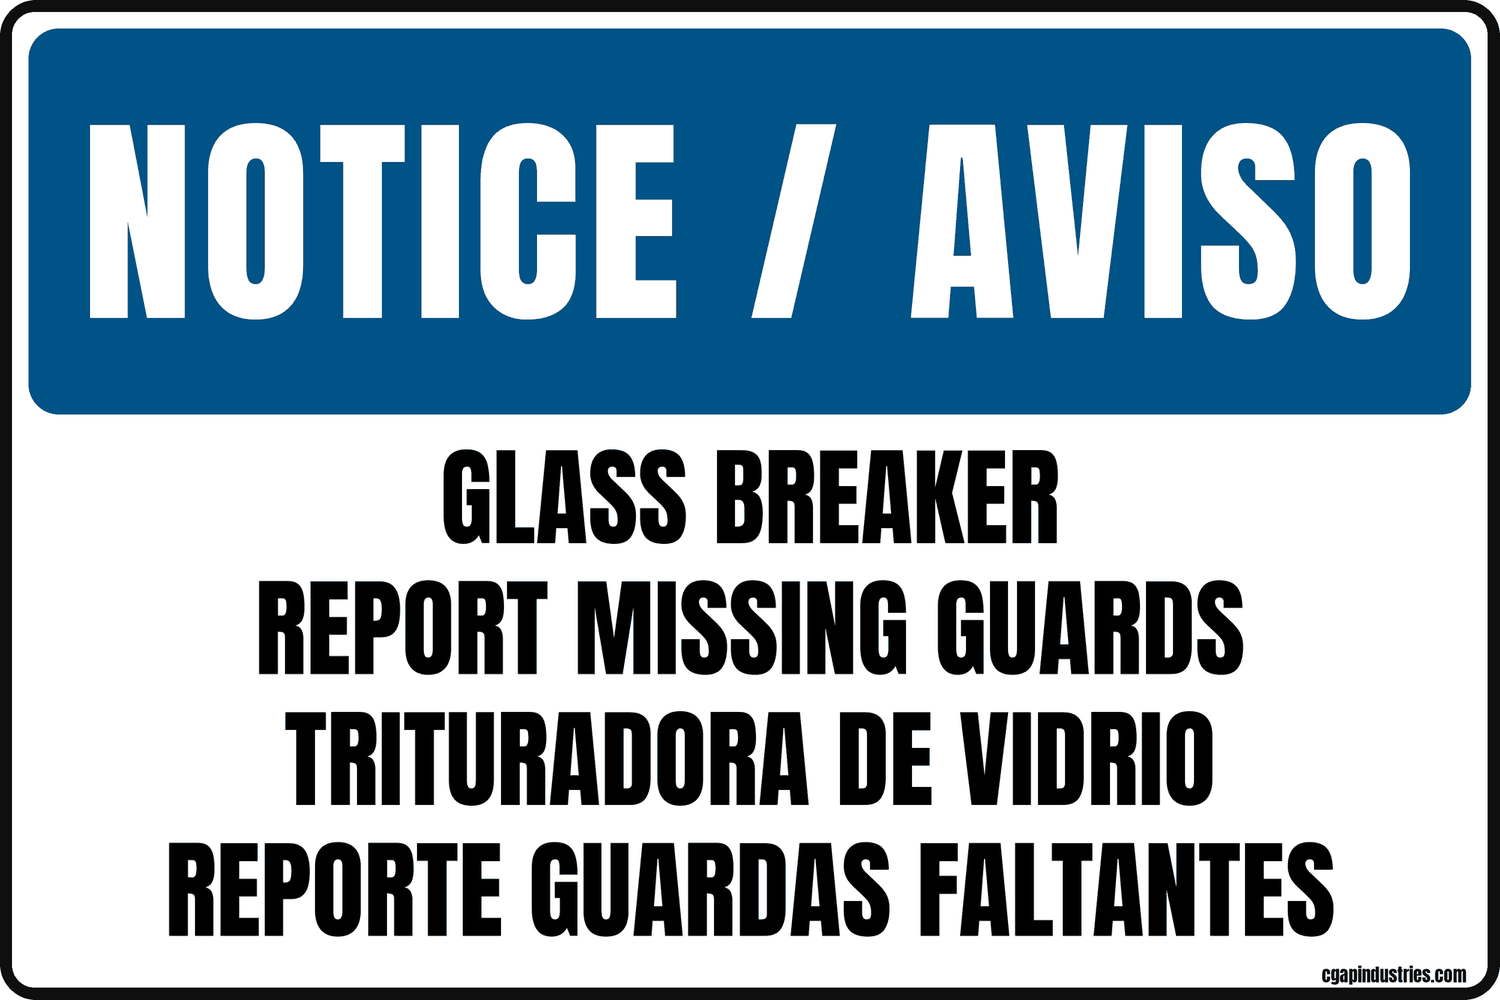 NOTICE / AVISO
GLASS BREAKER
REPORT MISSING GUARDS
TRITURADORA DE VIDRIO
REPORTE GUARDAS FALTANTES
cgapindustries.com